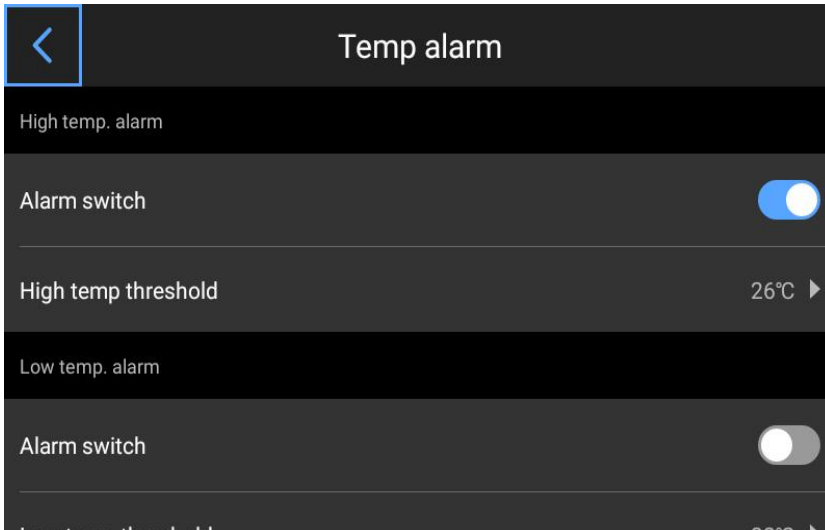 Temp alarm
High temp. alarm
Alarm switch
High temp threshold 26℃
Low temp. alarm
Alarm switch